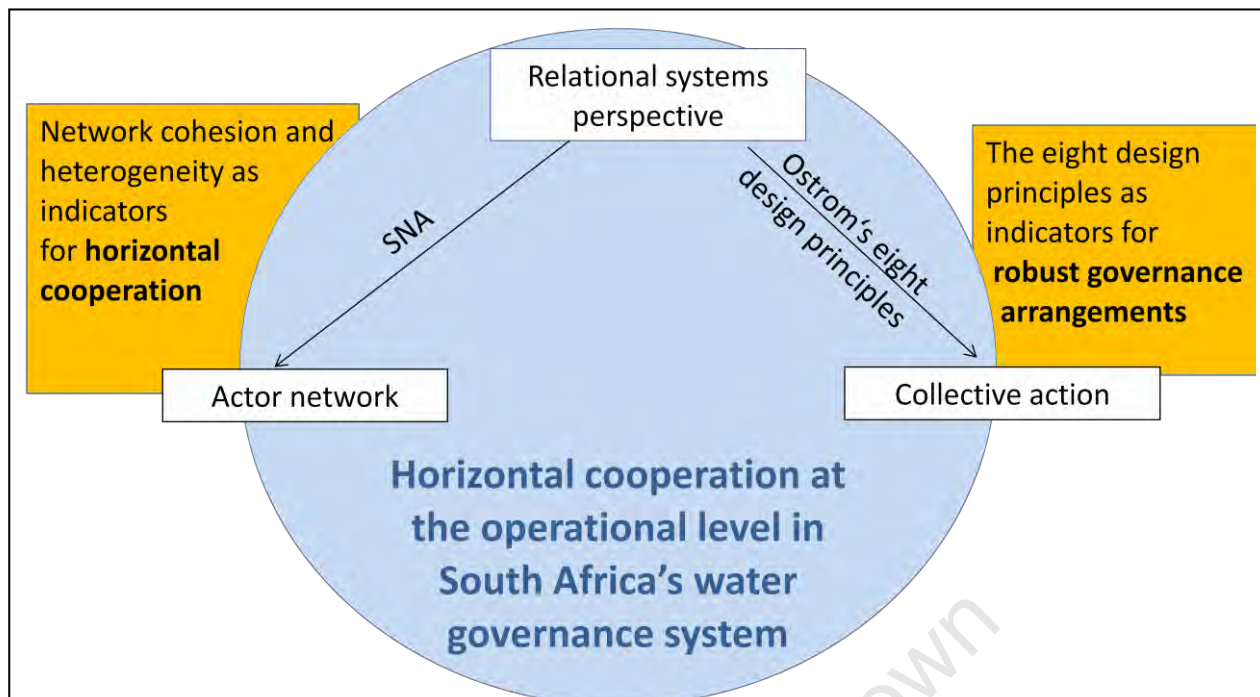 Relational systems
perspective
Network cohesion and
heterogeneity as
indicators
for horizontal
cooperation
SNA
Ostrom‘s eight
design principles
The eight design
principles as
indicators for
robust governance
arrangements
Actor network
Collective action
Horizontal cooperation at
the operational level in
South Africa’s water
governance system
own